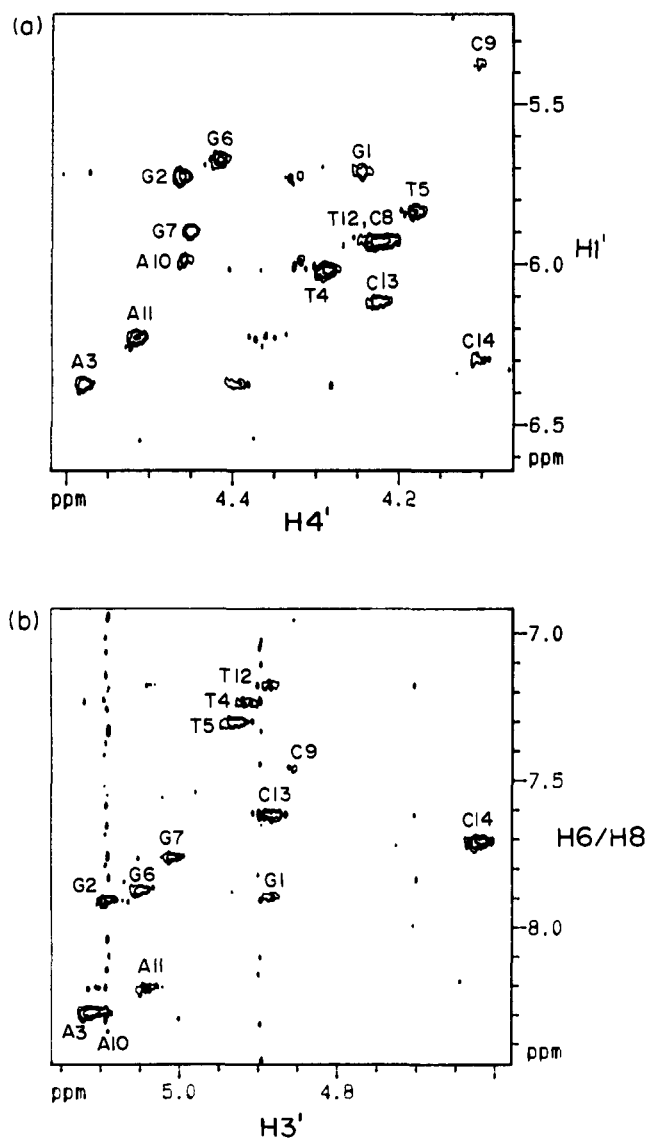 (a)
C9
5.5
G6
G1
G2
T5
T12,C8
G7
H1'
A10
6.0
T4
C13
A11
C14
A3
6.5
ppm
ppm
4.4
4.2
H4'
(b)
7.0
T12
T4
T5
C9
7.5
C13
C14
H6/H8
G7
G6
G2
G1
8.0
A11
A3
A10
ppm
ppm
5.0
4.8
H3'